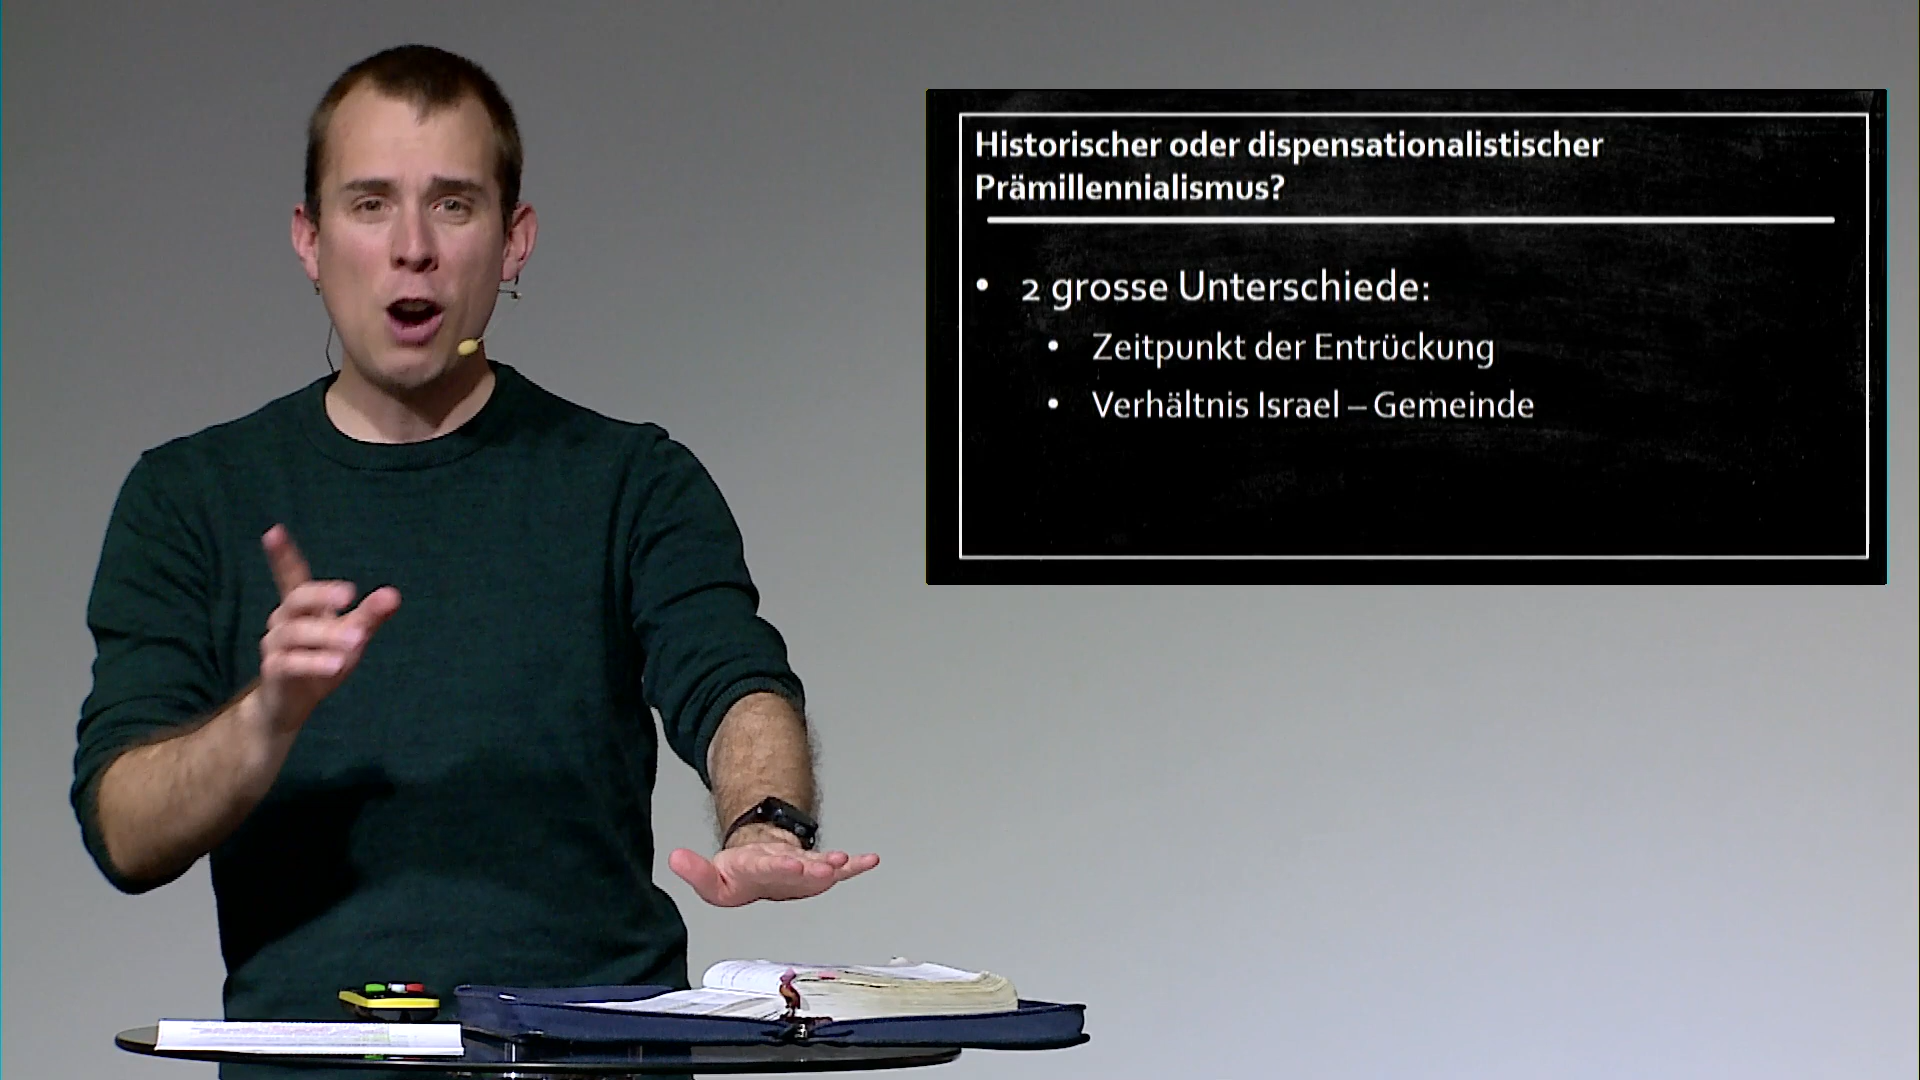 Historischer oder dispensationalistischer
Prämillennialismus?
• 2 grosse Unterschiede:
• Zeitpunkt der Entrückung
• Verhältnis Israel – Gemeinde